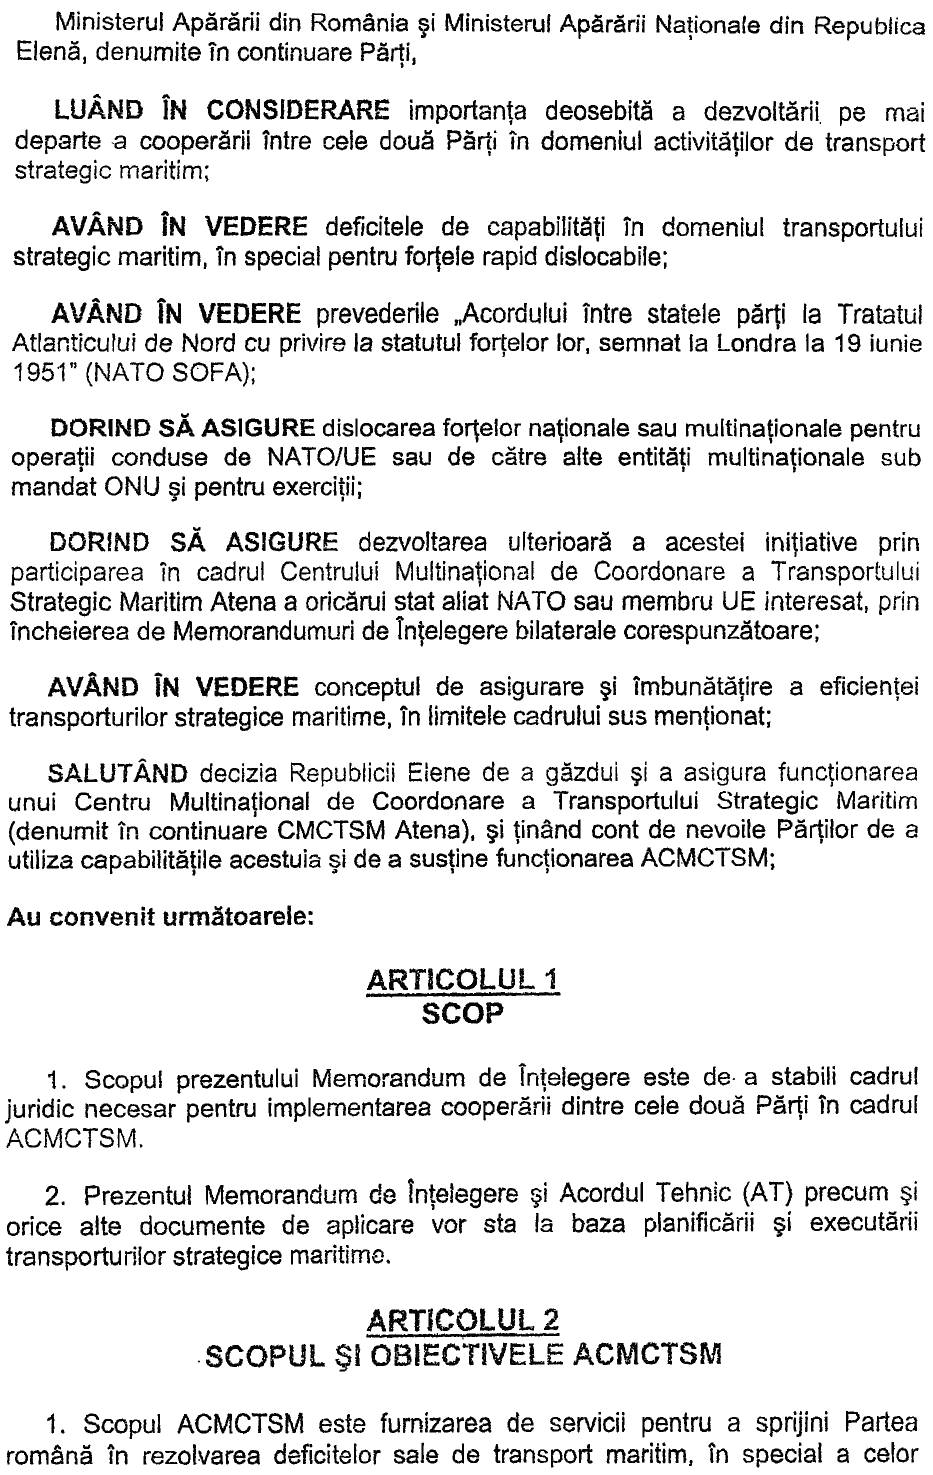 Ministerul Apărării din România şi Ministerul Apărării Naţionale din Republica
Elenă, denumite în continuare Părţi,
LUÂND ÎN CONSIDERARE importanţa deosebită a dezvoltării pe mai
departe a cooperării între cele două Părţi în domeniul activităţilor de transport
strategic maritim;
AVÂND ÎN VEDERE deficitele de capabilităţi în domeniul transportului
strategic maritim, în special pentru forţele rapid dislocabile;
AVÂND ÎN VEDERE prevederile „Acordului între statele părţi la Tratatul
Atlanticului de Nord cu privire la statutul forţelor lor, semnat la Londra la 19 iunie
1951” (NATO SOFA);
DORIND SĂ ASIGURE dislocarea forţelor naţionale sau multinaţionale pentru
operaţii conduse de NATO/UE sau de către alte entităţi multinaţionale sub
mandat ONU şi pentru exerciţii;
DORIND SĂ ASIGURE dezvoltarea ulterioară a acestei iniţiative prin
participarea în cadrul Centrului Multinaţional de Coordonare a Transportului
Strategic Maritim Atena a oricărui stat aliat NATO sau membru UE interesat, prin
încheierea de Memorandumuri de Înţelegere bilaterale corespunzătoare;
AVÂND ÎN VEDERE conceptul de asigurare şi îmbunătăţire a eficienţei
transporturilor strategice maritime, în limitele cadrului sus menţionat;
SALUTÂND decizia Republicii Elene de a găzdui şi a asigura funcţionarea
unui Centru Multinaţional de Coordonare a Transportului Strategic Maritim
(denumit în continuare CMCTSM Atena), şi ţinând cont de nevoile Părţilor de a
utiliza capabilităţile acestuia şi de a susţine funcţionarea ACMCTSM;
Au convenit următoarele:
ARTICOLUL 1
SCOP
1. Scopul prezentului Memorandum de Înţelegere este de a stabili cadrul
juridic necesar pentru implementarea cooperării dintre cele două Părţi în cadrul
ACMCTSM.
2. Prezentul Memorandum de Înţelegere şi Acordul Tehnic (AT) precum şi
orice alte documente de aplicare vor sta la baza planificării şi executării
transporturilor strategice maritime.
ARTICOLUL 2
SCOPUL ŞI OBIECTIVELE ACMCTSM
1. Scopul ACMCTSM este furnizarea de servicii pentru a sprijini Partea
română în rezolvarea deficitelor sale de transport maritim, în special a celor